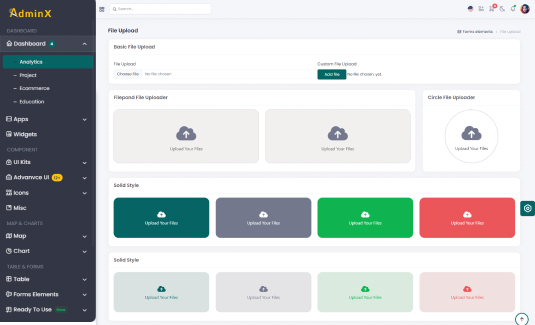 AdminX
Search...
DASHBOARD
Dashboard 4
Analytics
Project
Ecommerce
Education
Apps
Widgets
COMPONENT
UI Kits
Advance UI 12+
Icons
Misc
MAP & CHARTS
Map
Chart
TABLE & FORMS
Table
Forms Elements
Ready To Use
File Upload
Forms elements
File Upload
Basic File Upload
File Upload
Choose File No file chosen
Custom File Upload
Add file No file chosen, yet.
Filepond File Uploader
Upload Your Files
Upload Your Files
Circle File Uploader
Upload Your Files
Solid Style
Upload Your Files
Upload Your Files
Upload Your Files
Upload Your Files
Solid Style
Upload Your Files
Upload Your Files
Upload Your Files
Upload Your Files